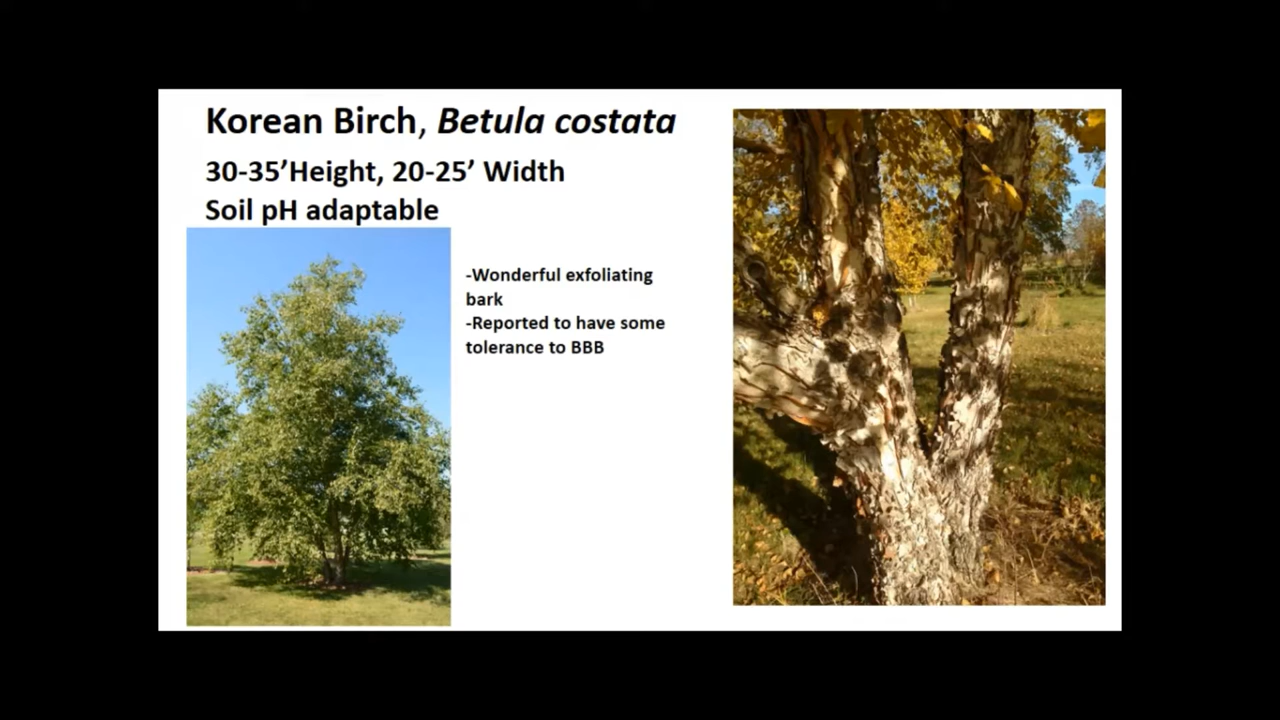 Korean Birch, Betula costata
30-35’Height, 20-25’ Width
Soil pH adaptable
-Wonderful exfoliating
bark
-Reported to have some
tolerance to BBB